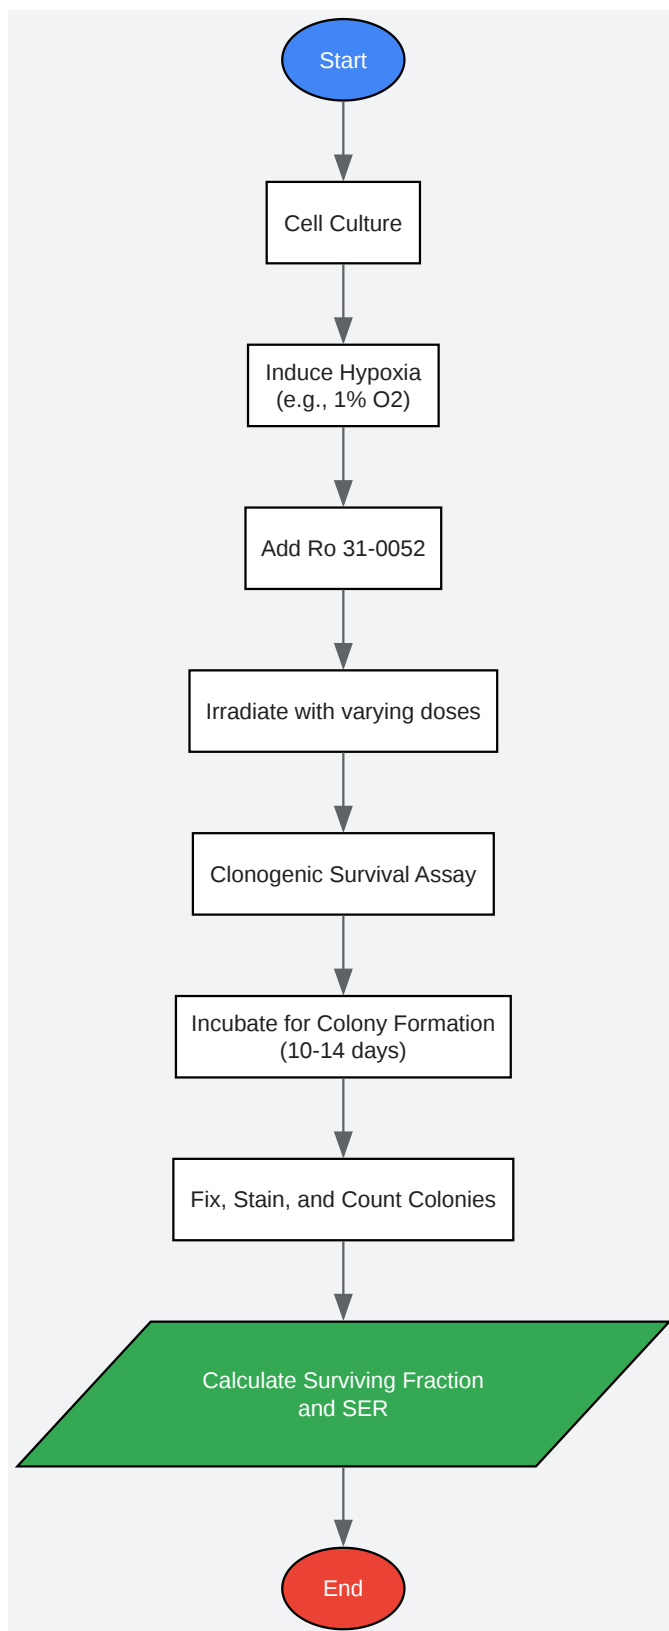 Start
Cell Culture
Induce Hypoxia
(e.g., 1% O2)
Add Ro 31-0052
Irradiate with varying doses
Clonogenic Survival Assay
Incubate for Colony Formation
(10-14 days)
Fix, Stain, and Count Colonies
Calculate Surviving Fraction
and SER
End